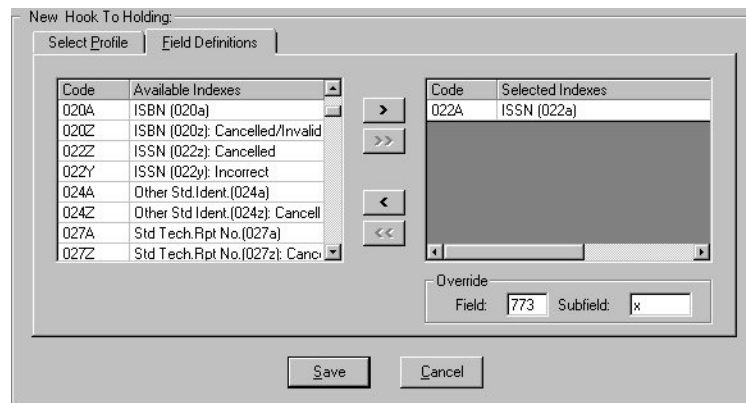 New Hook To Holding:
Select Profile Field Definitions
Code Available Indexes
020A ISBN (020a)
020Z ISBN (020z): Cancelled/Invalid
022Z ISSN (022z): Cancelled
022Y ISSN (022y): Incorrect
024A Other Std.Ident.(024a)
024Z Other Std Ident.(024z): Cancell
027A Std Tech.Rpt No.(027a)
027Z Std Tech.Rpt No.(027z): Canc
>
>>
<
<<
Code Selected Indexes
022A ISSN (022a)
Override
Field: 773 Subfield: x
Save Cancel